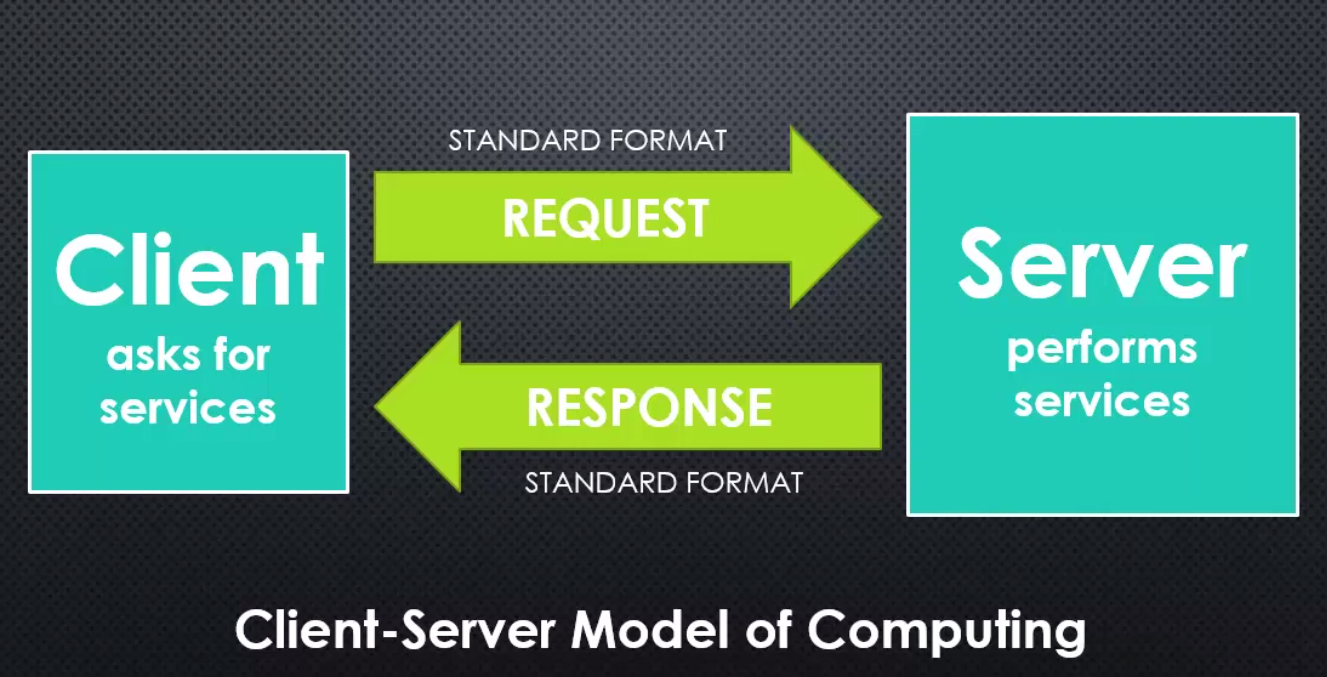 STANDARD FORMAT
REQUEST
Client
asks for
services
Server
performs
services
RESPONSE
STANDARD FORMAT
Client-Server Model of Computing